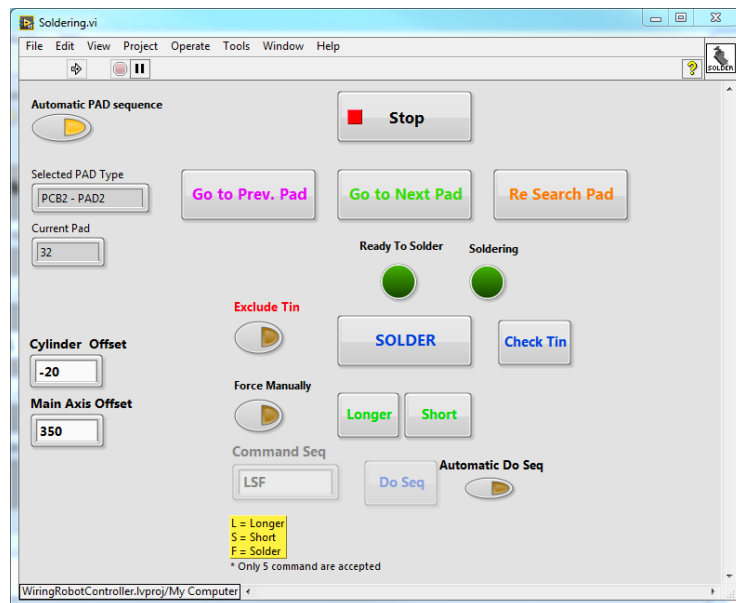 Soldering.vi
File Edit View Project Operate Tools Window Help
SOLDER
Automatic PAD sequence
Stop
Selected PAD Type
PCB2 - PAD2
Go to Prev. Pad
Go to Next Pad
Re Search Pad
Current Pad
32
Ready To Solder
Soldering
Exclude Tin
SOLDER
Check Tin
Cylinder Offset
-20
Force Manually
Main Axis Offset
350
Longer
Short
Command Seq
LSF
Do Seq
Automatic Do Seq
L = Longer
S = Short
F = Solder
* Only 5 command are accepted
WiringRobotController.lvproj/My Computer